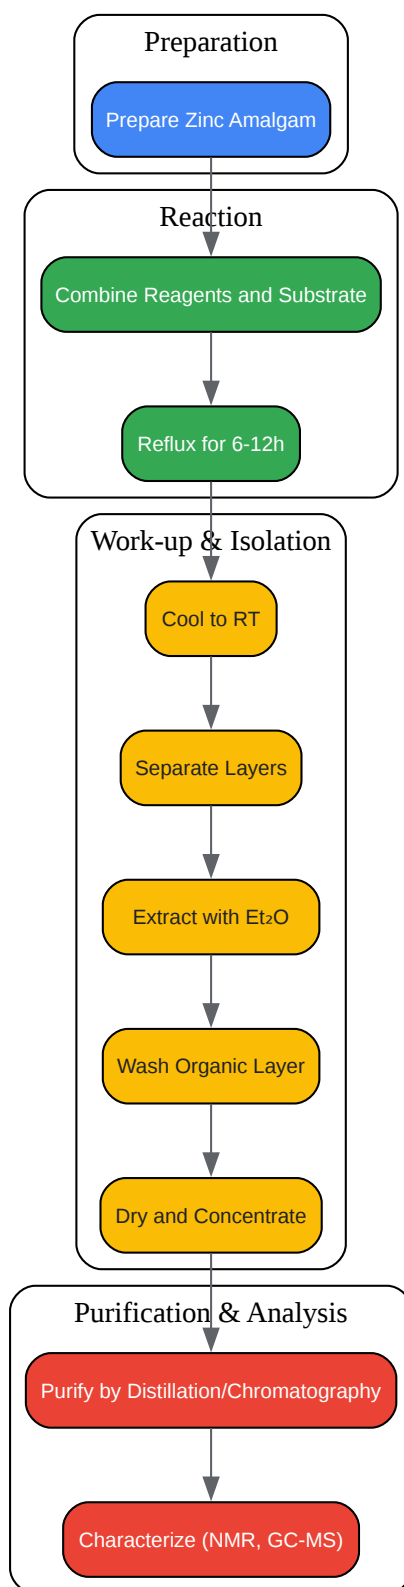 Preparation
Prepare Zinc Amalgam
Reaction
Combine Reagents and Substrate
Reflux for 6-12h
Work-up & Isolation
Cool to RT
Separate Layers
Extract with Et₂O
Wash Organic Layer
Dry and Concentrate
Purification & Analysis
Purify by Distillation/Chromatography
Characterize (NMR, GC-MS)